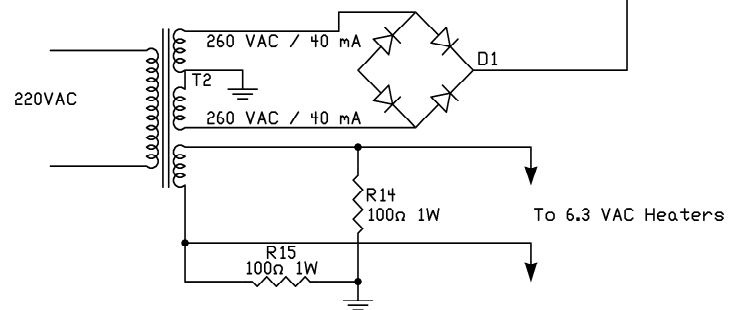 260 VAC / 40 mA
D1
T2
220VAC
260 VAC / 40 mA
R14
100Ω 1W
To 6.3 VAC Heaters
R15
100Ω 1W